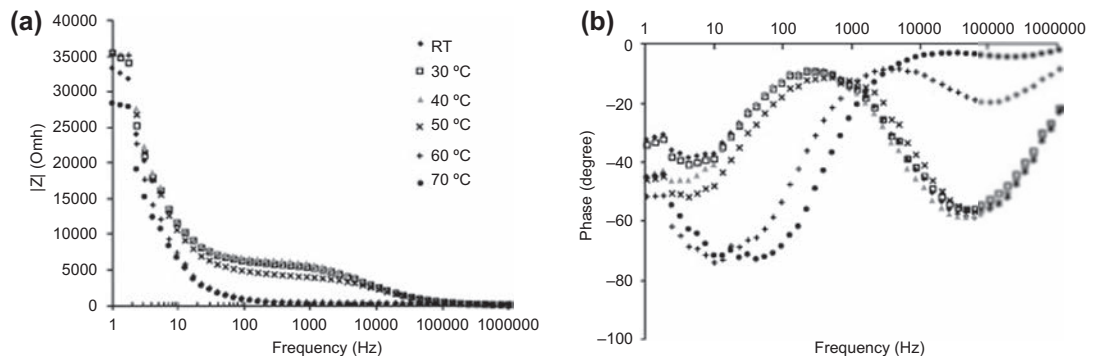 (a)
40000
35000
30000
25000
20000
15000
10000
5000
0
|Z| (Omh)
RT
30 ºC
40 ºC
50 ºC
60 ºC
70 ºC
1 10 100 1000 10000 100000 1000000
Frequency (Hz)
(b)
1 10 100 1000 10000 100000 1000000
0
−20
−40
−60
−80
−100
Phase (degree)
Frequency (Hz)